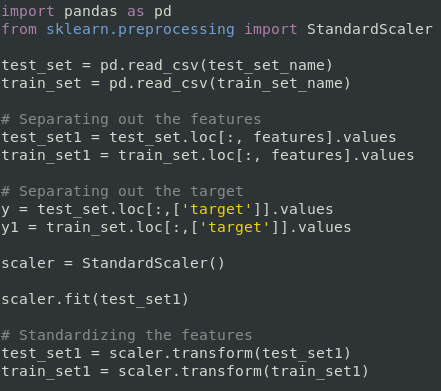 import pandas as pd
from sklearn.preprocessing import StandardScaler
test_set = pd.read_csv(test_set_name)
train_set = pd.read_csv(train_set_name)
# Separating out the features
test_set1 = test_set.loc[:, features].values
train_set1 = train_set.loc[:, features].values
# Separating out the target
y = test_set.loc[:,['target']].values
y1 = train_set.loc[:,['target']].values
scaler = StandardScaler()
scaler.fit(test_set1)
# Standardizing the features
test_set1 = scaler.transform(test_set1)
train_set1 = scaler.transform(train_set1)